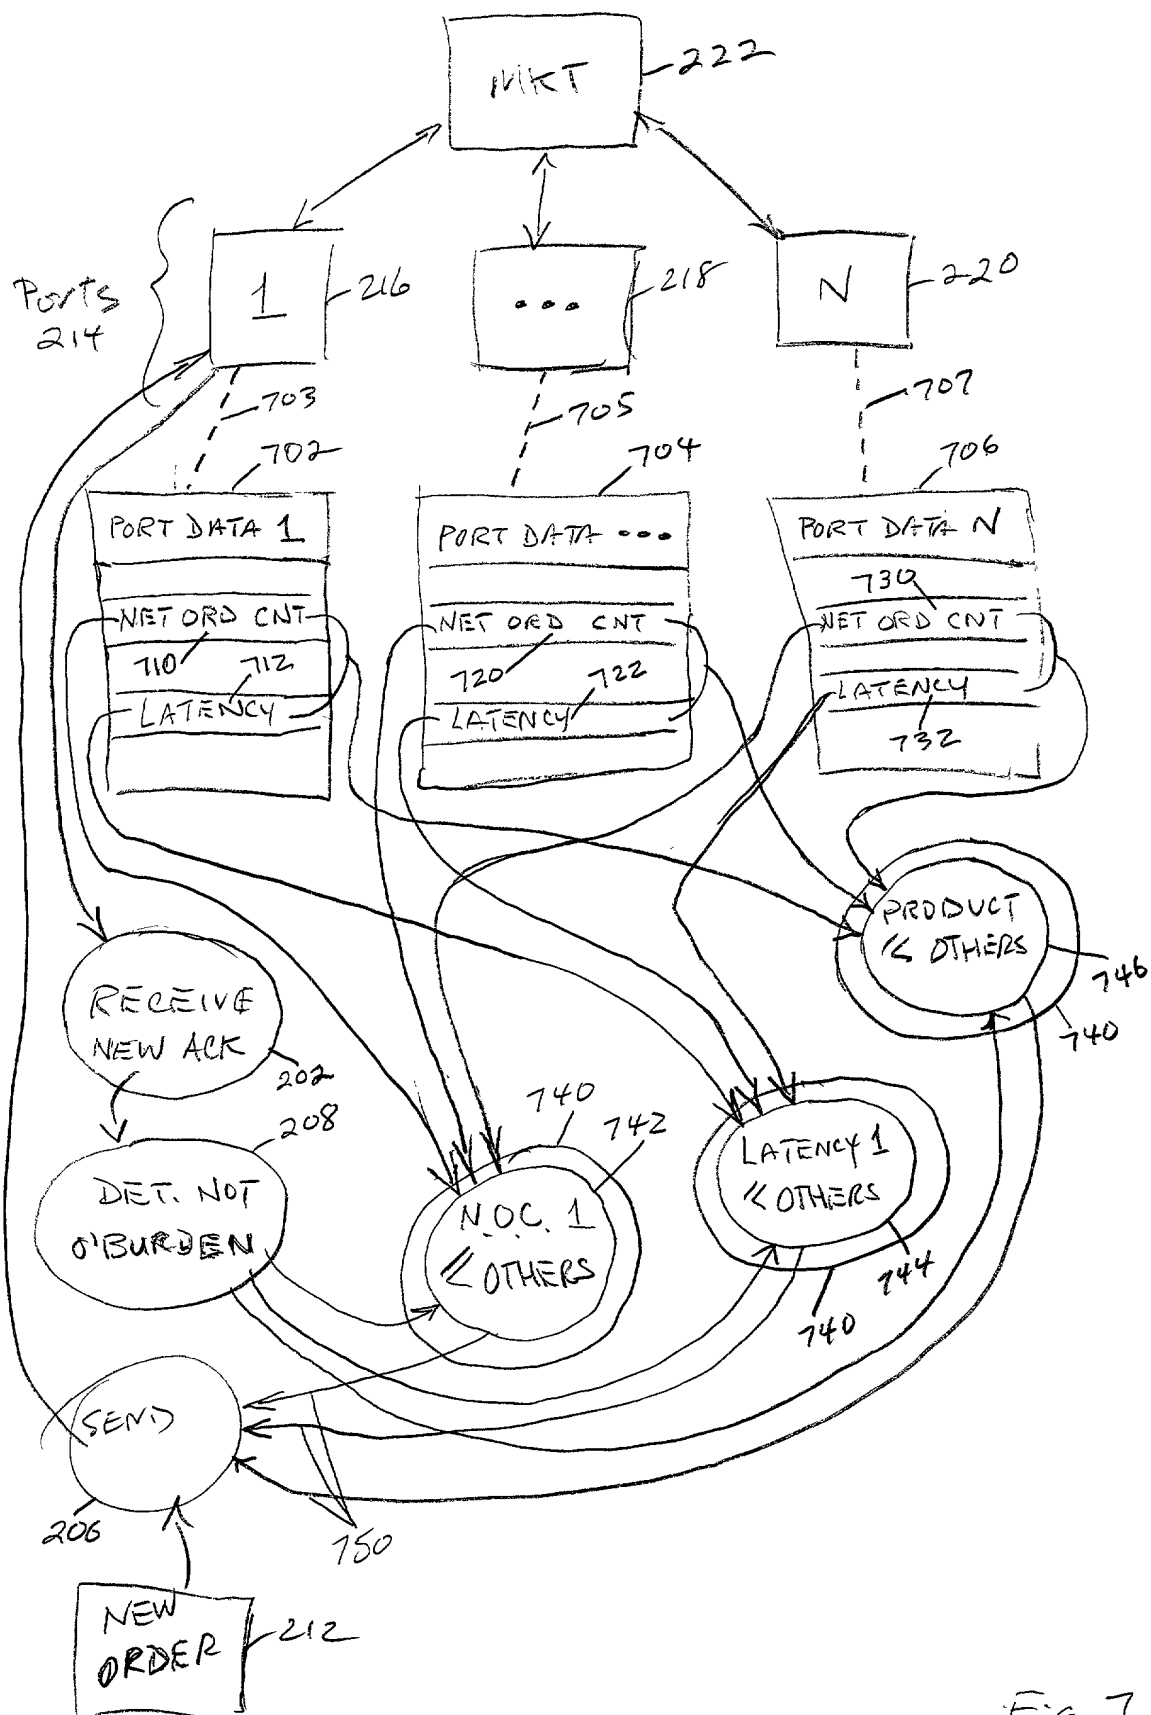 MKT
222
Ports
214
1
216
...
218
N
220
703
705
707
702
704
706
PORT DATA 1
PORT DATA ...
PORT DATA N
730
NET ORD CNT
NET ORD CNT
NET ORD CNT
710
712
720
722
LATENCY
LATENCY
LATENCY
732
PRODUCT
≤ OTHERS
746
740
RECEIVE
NEW ACK
202
208
740
742
LATENCY 1
≤ OTHERS
744
740
DET. NOT
O'BURDEN
N.O.C. 1
≤ OTHERS
SEND
206
750
NEW
ORDER
212
Fig 7